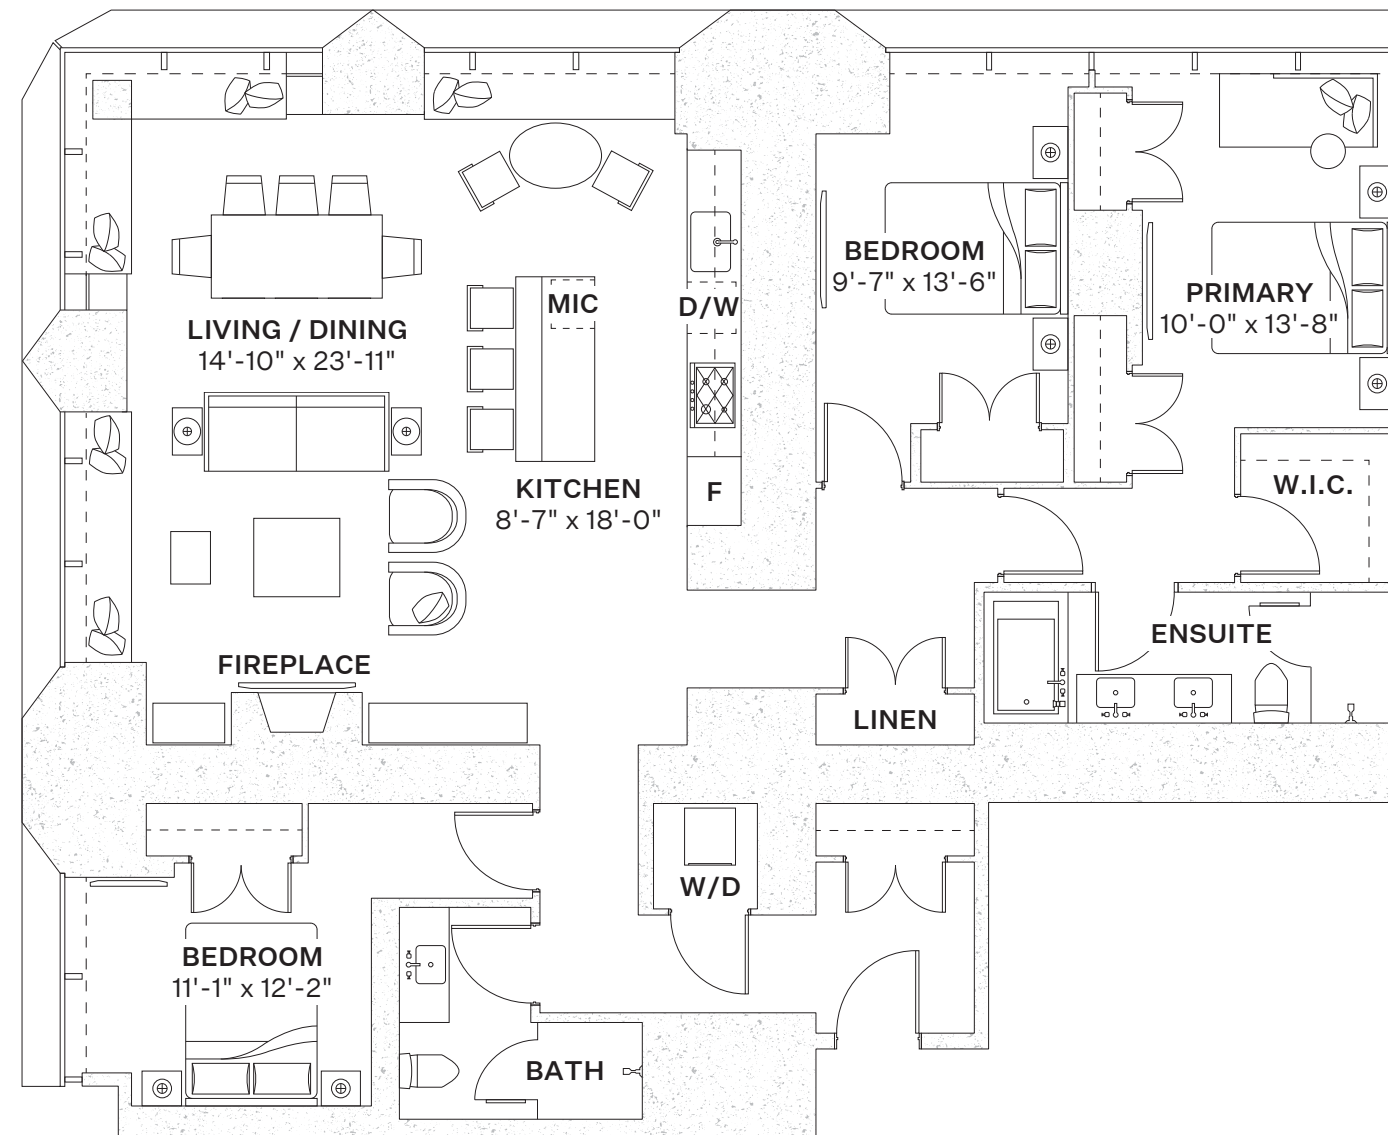 BEDROOM
9'-7" x 13'-6"
PRIMARY
10'-0" x 13'-8"
MIC
D/W
LIVING / DINING
14'-10" x 23'-11"
KITCHEN
8'-7" x 18'-0"
F
W.I.C.
ENSUITE
FIREPLACE
LINEN
W/D
BEDROOM
11'-1" x 12'-2"
BATH